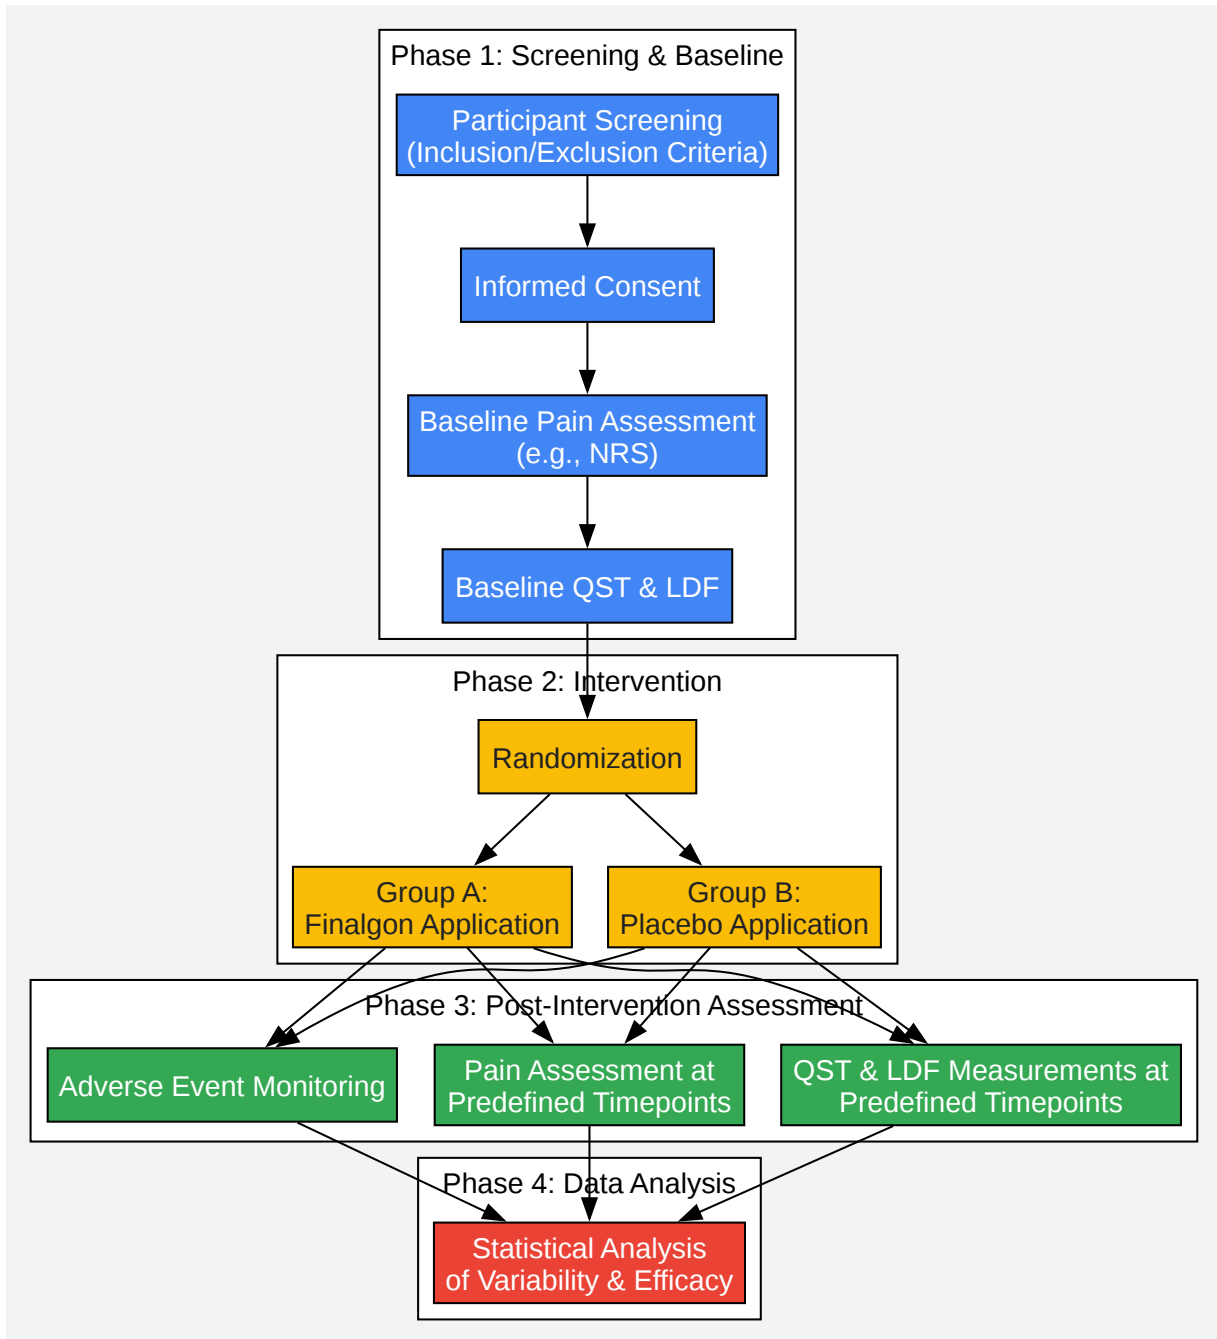 Phase 1: Screening & Baseline
Participant Screening
(Inclusion/Exclusion Criteria)
Informed Consent
Baseline Pain Assessment
(e.g., NRS)
Baseline QST & LDF
Phase 2: Intervention
Randomization
Group A:
Finalgon Application
Group B:
Placebo Application
Phase 3: Post-Intervention Assessment
Adverse Event Monitoring
Pain Assessment at
Predefined Timepoints
QST & LDF Measurements at
Predefined Timepoints
Phase 4: Data Analysis
Statistical Analysis
of Variability & Efficacy